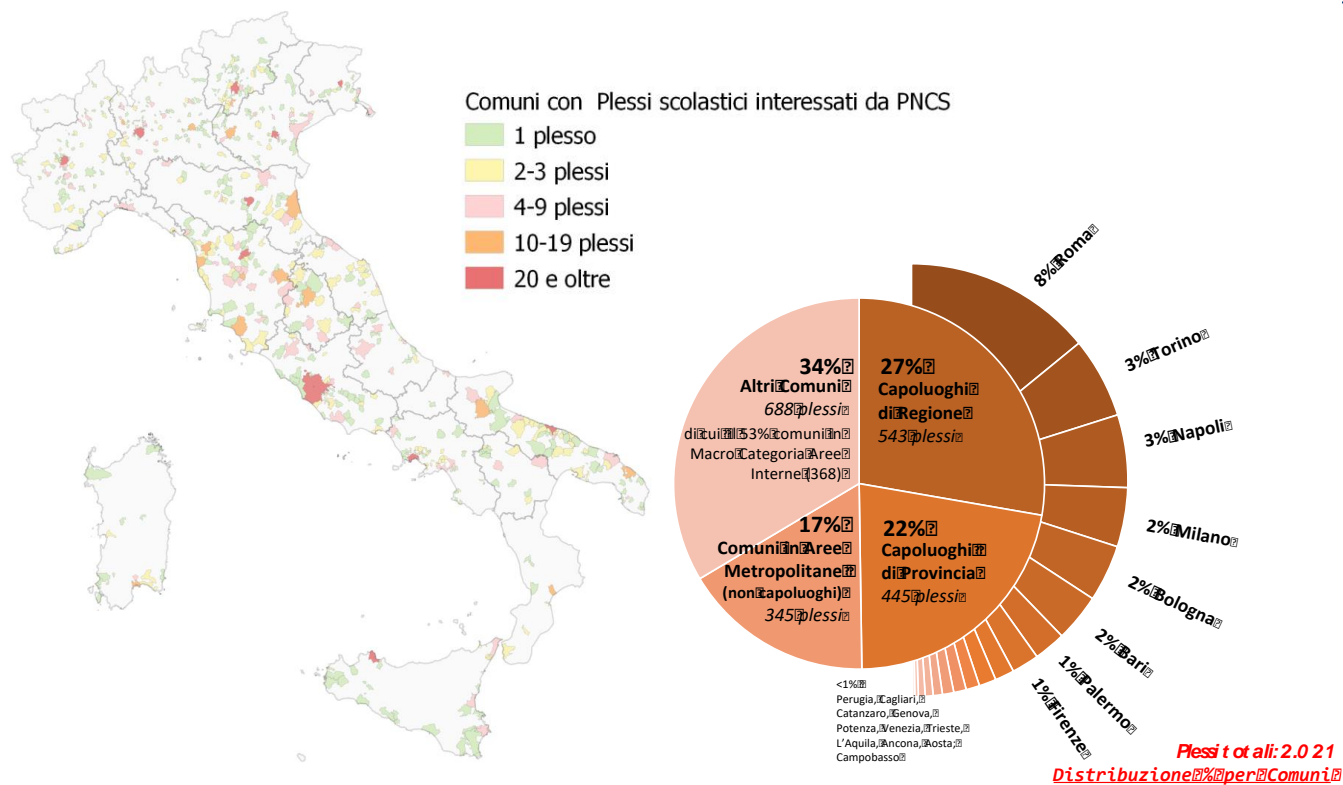 Comuni con Plessi scolastici interessati da PNCS
1 plesso
2-3 plessi
4-9 plessi
10-19 plessi
20 e oltre
34%
Altri Comuni
688 plessi
di cui il 53% comuni in
Macro Categoria Aree
Interne (368)
27%
Capoluoghi
di Regione
543 plessi
17%
Comuni in Aree
Metropolitane
(non capoluoghi)
345 plessi
22%
Capoluoghi
di Provincia
445 plessi
8% Roma
3% Torino
3% Napoli
2% Milano
2% Bologna
2% Bari
1% Palermo
1% Firenze
<1%
Perugia, Cagliari,
Catanzaro, Genova,
Potenza, Venezia, Trieste,
L'Aquila, Ancona, Aosta;
Campobasso
Plessi totali: 2.021
Distribuzione % per Comuni